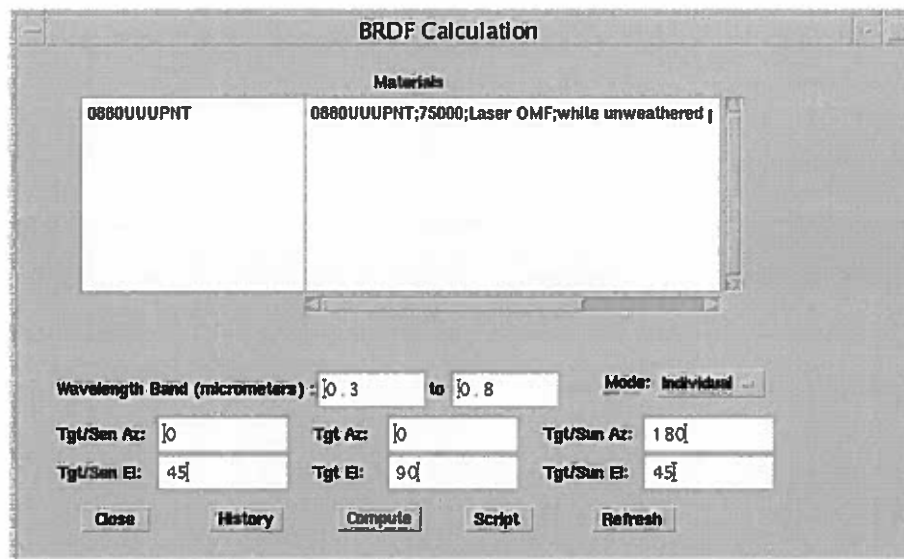 BRDF Calculation
Materials
0880UUUPNT 0880UUUPNT;75000;Laser OMF;while unweathered p
Wavelength Band (micrometers) : 0.3 to 0.8 Mode: Individual
Tgt/Sen Az: 0 Tgt Az: 0 Tgt/Sun Az: 180
Tgt/Sen El: 45 Tgt El: 90 Tgt/Sun El: 45
Close History Compute Script Refresh